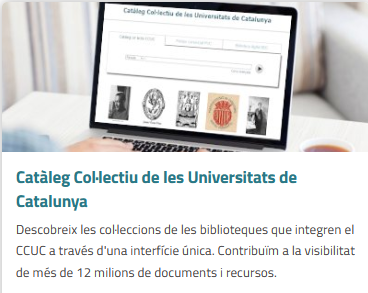 Catàleg Col·lectiu de les Universitats de Catalunya
Catàleg Col·lectiu de les Universitats de
Catalunya
Descobreix les col·leccions de les biblioteques que integren el
CCUC a través d'una interfície única. Contribuïm a la visibilitat
de més de 12 milions de documents i recursos.